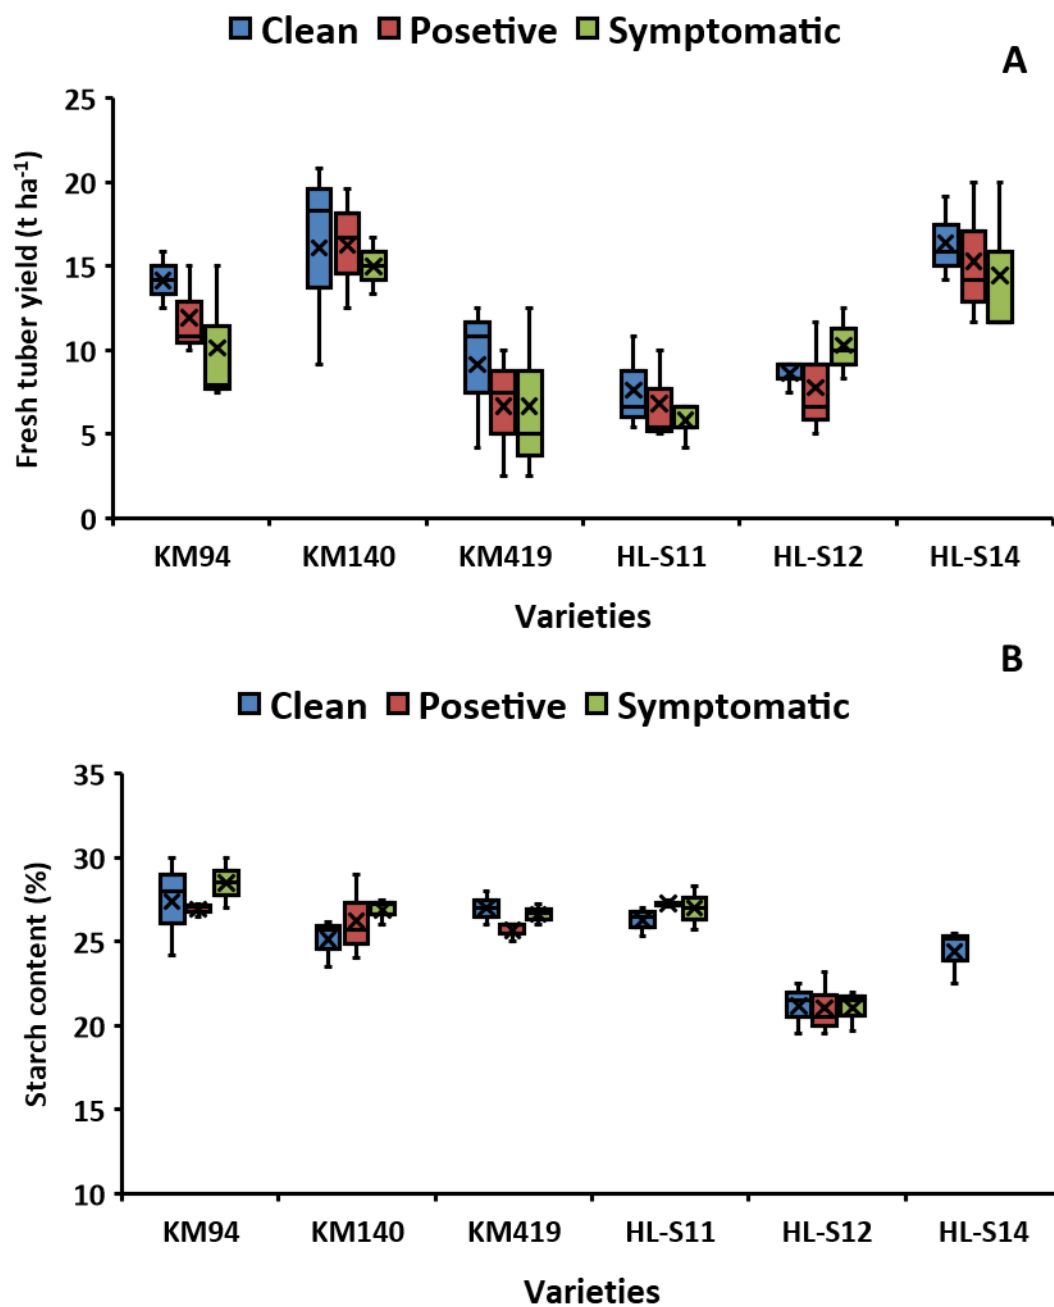 Clean Posetive Symptomatic
A
Fresh tuber yield (t ha⁻¹)
25
20
15
10
5
0
KM94 KM140 KM419 HL-S11 HL-S12 HL-S14
Varieties
B
Clean Posetive Symptomatic
Starch content (%)
35
30
25
20
15
10
KM94 KM140 KM419 HL-S11 HL-S12 HL-S14
Varieties